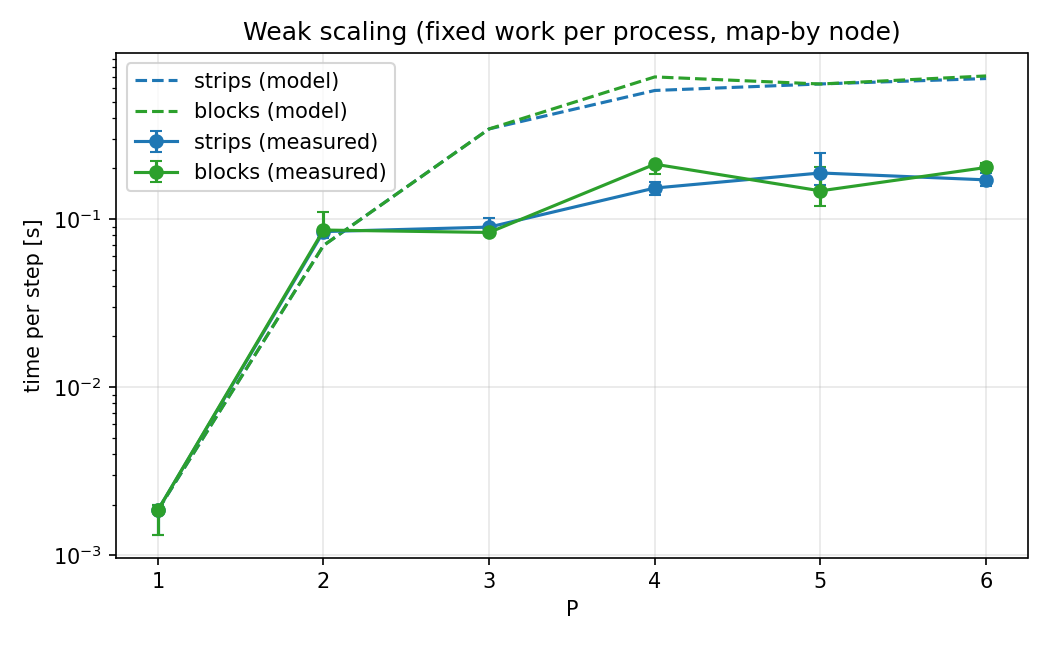 Weak scaling (fixed work per process, map-by node)
strips (model)
blocks (model)
strips (measured)
blocks (measured)
time per step [s]
10⁻¹
10⁻²
10⁻³
1 2 3 4 5 6
P